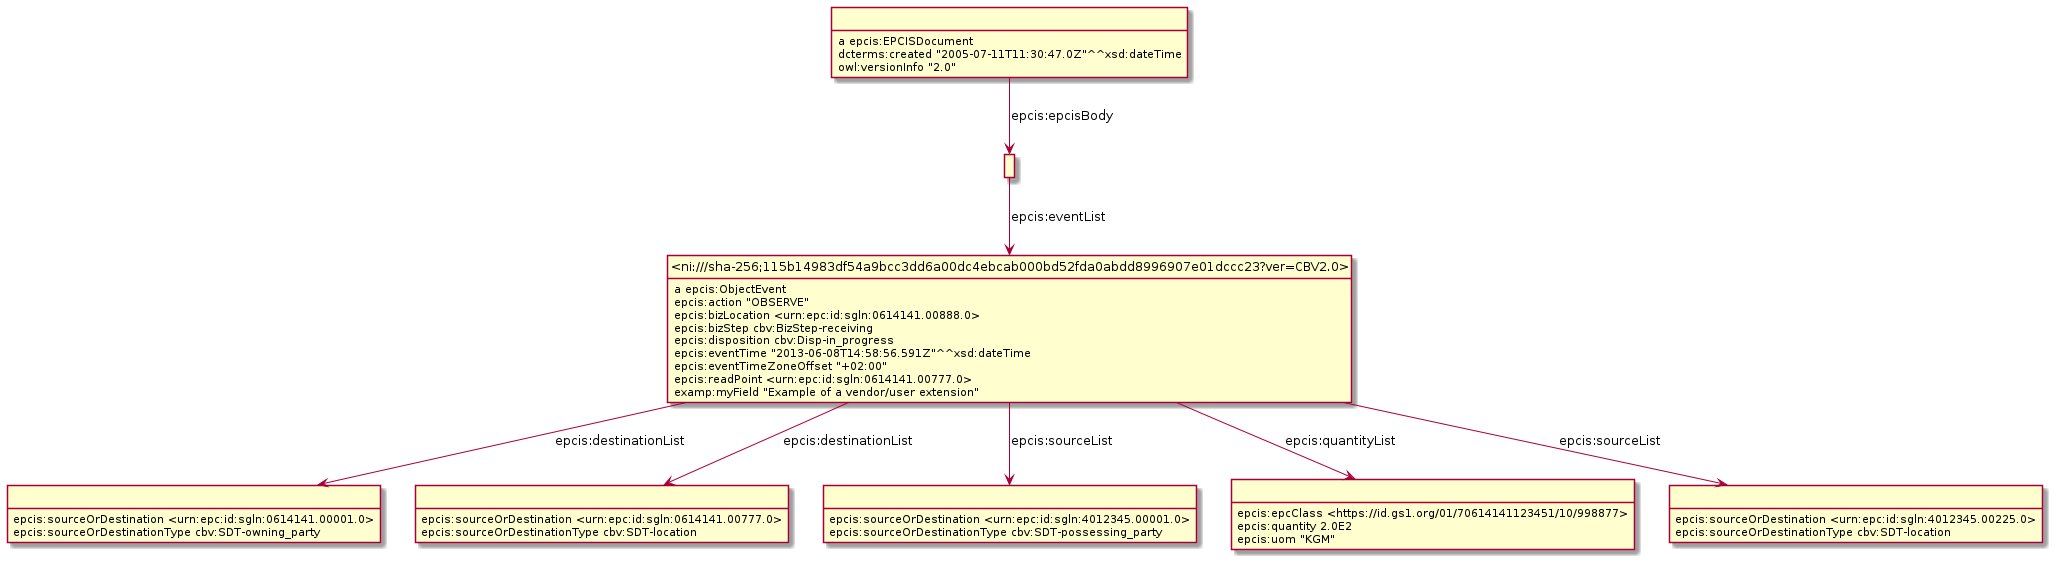 a epcis:EPCISDocument
dcterms:created "2005-07-11T11:30:47.0Z"^^xsd:dateTime
owl:versionInfo "2.0"
epcis:epcisBody
epcis:eventList
<ni:///sha-256;115b14983df54a9bcc3dd6a00dc4ebcab000bd52fda0abdd8996907e01dccc23?ver=CBV2.0>
a epcis:ObjectEvent
epcis:action "OBSERVE"
epcis:bizLocation <urn:epc:id:sgln:0614141.00888.0>
epcis:bizStep cbv:BizStep-receiving
epcis:disposition cbv:Disp-in_progress
epcis:eventTime "2013-06-08T14:58:56.591Z"^^xsd:dateTime
epcis:eventTimeZoneOffset "+02:00"
epcis:readPoint <urn:epc:id:sgln:0614141.00777.0>
examp:myField "Example of a vendor/user extension"
epcis:destinationList
epcis:destinationList
epcis:sourceList
epcis:quantityList
epcis:sourceList
epcis:sourceOrDestination <urn:epc:id:sgln:0614141.00001.0>
epcis:sourceOrDestinationType cbv:SDT-owning_party
epcis:sourceOrDestination <urn:epc:id:sgln:0614141.00777.0>
epcis:sourceOrDestinationType cbv:SDT-location
epcis:sourceOrDestination <urn:epc:id:sgln:4012345.00001.0>
epcis:sourceOrDestinationType cbv:SDT-possessing_party
epcis:epcClass <https://id.gs1.org/01/70614141123451/10/998877>
epcis:quantity 2.0E2
epcis:uom "KGM"
epcis:sourceOrDestination <urn:epc:id:sgln:4012345.00225.0>
epcis:sourceOrDestinationType cbv:SDT-location